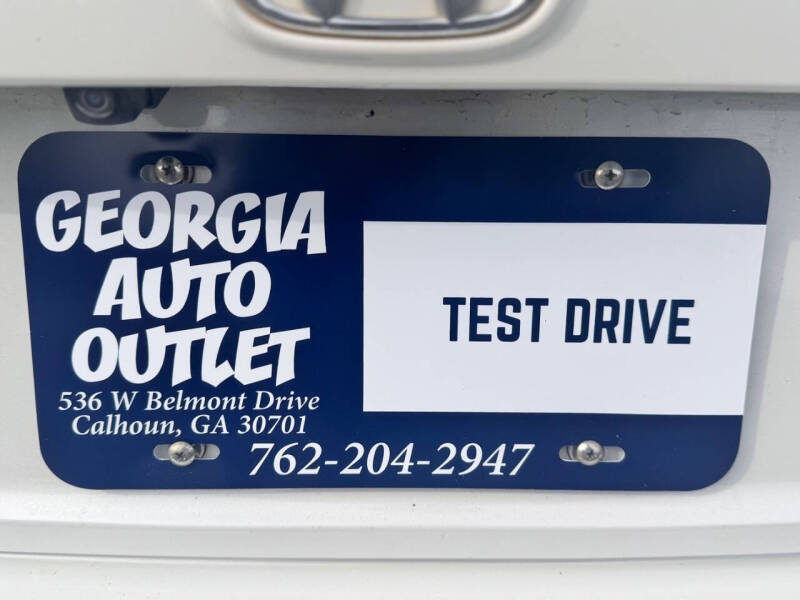 GEORGIA
AUTO
OUTLET
536 W Belmont Drive
Calhoun, GA 30701
762-204-2947
TEST DRIVE